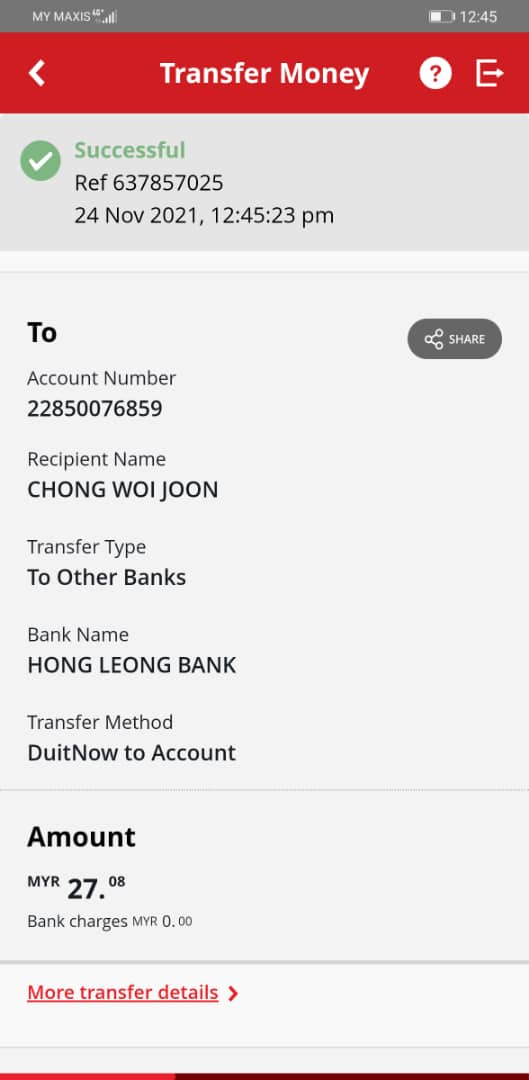 MY MAXIS 4G+ 12:45
Transfer Money ?
Successful
Ref 637857025
24 Nov 2021, 12:45:23 pm
To
SHARE
Account Number
22850076859
Recipient Name
CHONG WOI JOON
Transfer Type
To Other Banks
Bank Name
HONG LEONG BANK
Transfer Method
DuitNow to Account
Amount
MYR 27.08
Bank charges MYR 0.00
More transfer details